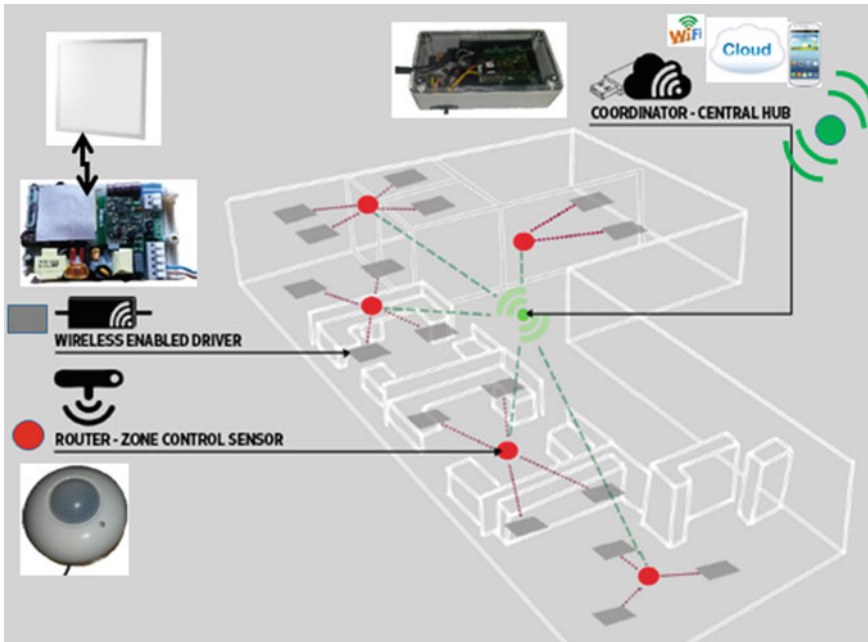 WiFi
Cloud
COORDINATOR - CENTRAL HUB
WIRELESS ENABLED DRIVER
ROUTER - ZONE CONTROL SENSOR